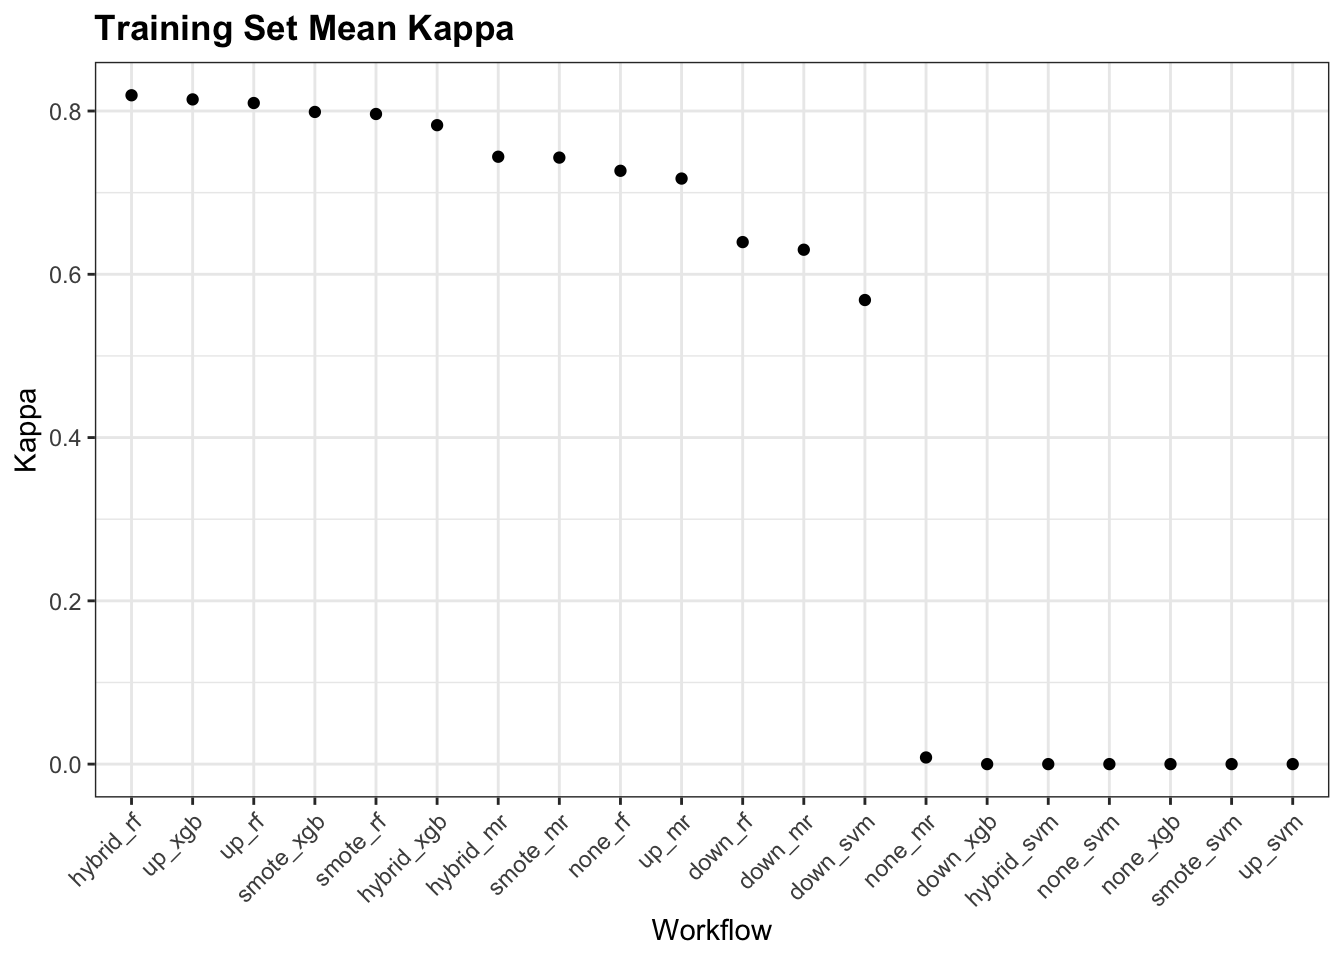 Training Set Mean Kappa
Kappa
0.8
0.6
0.4
0.2
0.0
hybrid_rf
up_xgb
up_rf
smote_xgb
smote_rf
hybrid_xgb
hybrid_mr
smote_mr
none_rf
up_mr
down_rf
down_mr
down_svm
none_mr
down_xgb
hybrid_svm
none_svm
none_xgb
smote_svm
up_svm
Workflow